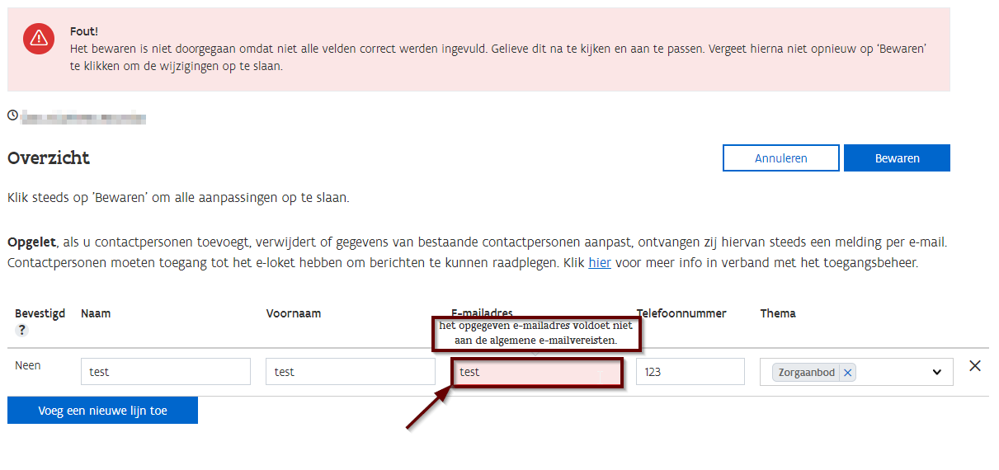 Fout!
Het bewaren is niet doorgegaan omdat niet alle velden correct werden ingevuld. Gelieve dit na te kijken en aan te passen. Vergeet hierna niet opnieuw op ‘Bewaren’
te klikken om de wijzigingen op te slaan.
Overzicht
Annuleren
Bewaren
Klik steeds op ‘Bewaren’ om alle aanpassingen op te slaan.
Opgelet, als u contactpersonen toevoegt, verwijdert of gegevens van bestaande contactpersonen aanpast, ontvangen zij hiervan steeds een melding per e-mail.
Contactpersonen moeten toegang tot het e-loket hebben om berichten te kunnen raadplegen. Klik hier voor meer info in verband met het toegangsbeheer.
Bevestigd Naam Voornaam E-mailadres Telefoonnummer Thema
?
het opgegeven e-mailadres voldoet niet
aan de algemene e-mailvereisten.
Neen test test test 123 Zorgaanbod
Voeg een nieuwe lijn toe